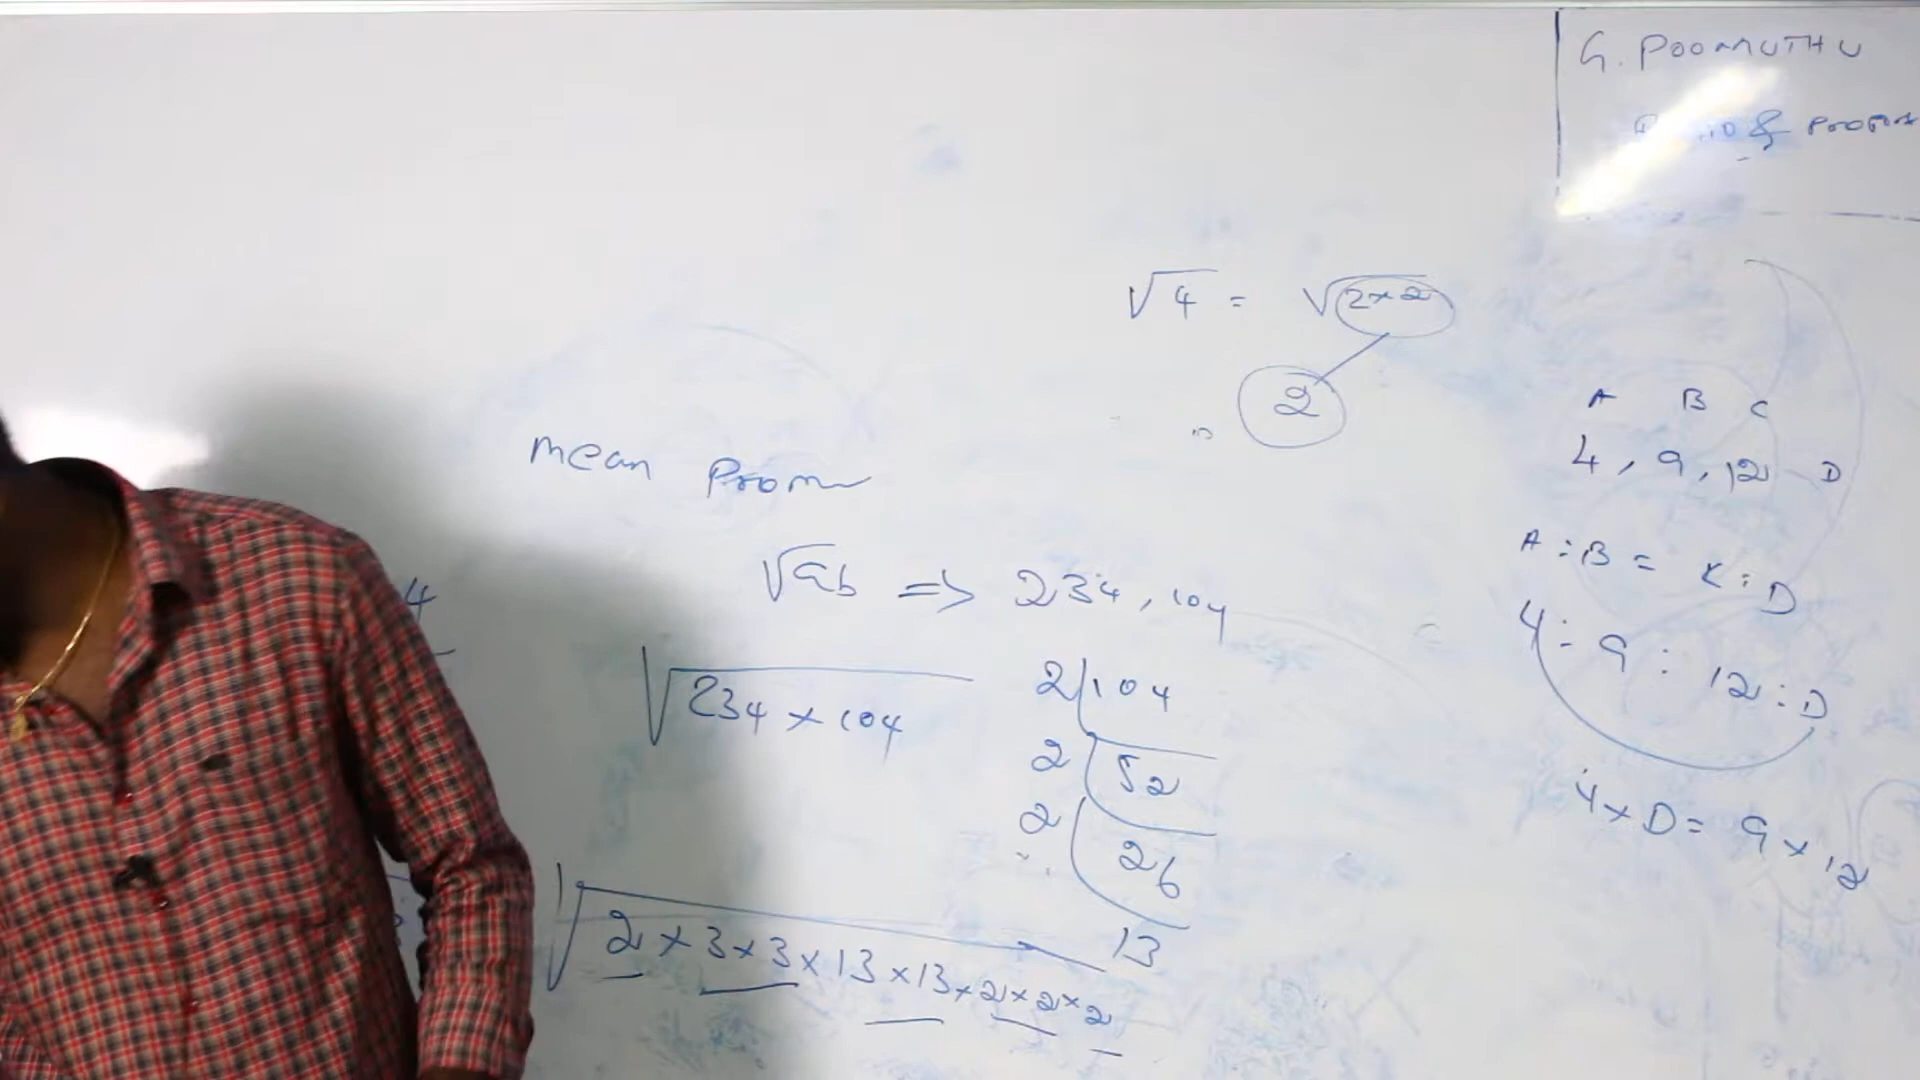 G. POOMUTHU
& 
√4 = √2×2
2
A B C
4, 9, 12 D
Mean
A : B = C : D
√ab => 234, 104
4 : 9 : 12 : D
√234 × 104
2 104
2 52
2 26
13
4 × D = 9 × 12
√2 × 3 × 3 × 13 × 13 × 2 × 2 × 2
4